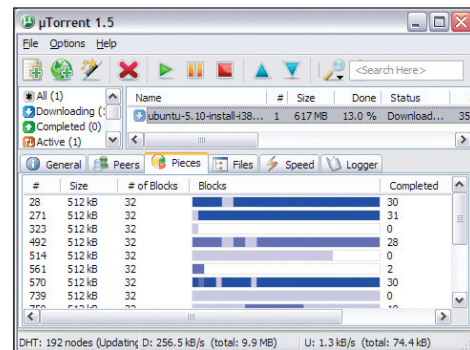 µTorrent 1.5
File Options Help
<Search Here>
All (1)
Downloading (1
Completed (0)
Active (1)
Name # Size Done Status
ubuntu-5.10-install-i38... 1 617 MB 13.0 % Download... 35
General Peers Pieces Files Speed Logger
# Size # of Blocks Blocks Completed
28 512 kB 32 30
271 512 kB 32 31
323 512 kB 32 0
492 512 kB 32 28
514 512 kB 32 0
561 512 kB 32 2
570 512 kB 32 30
739 512 kB 32 0
DHT: 192 nodes (Updating D: 256.5 kB/s (total: 9.9 MB) U: 1.3 kB/s (total: 74.4 kB)